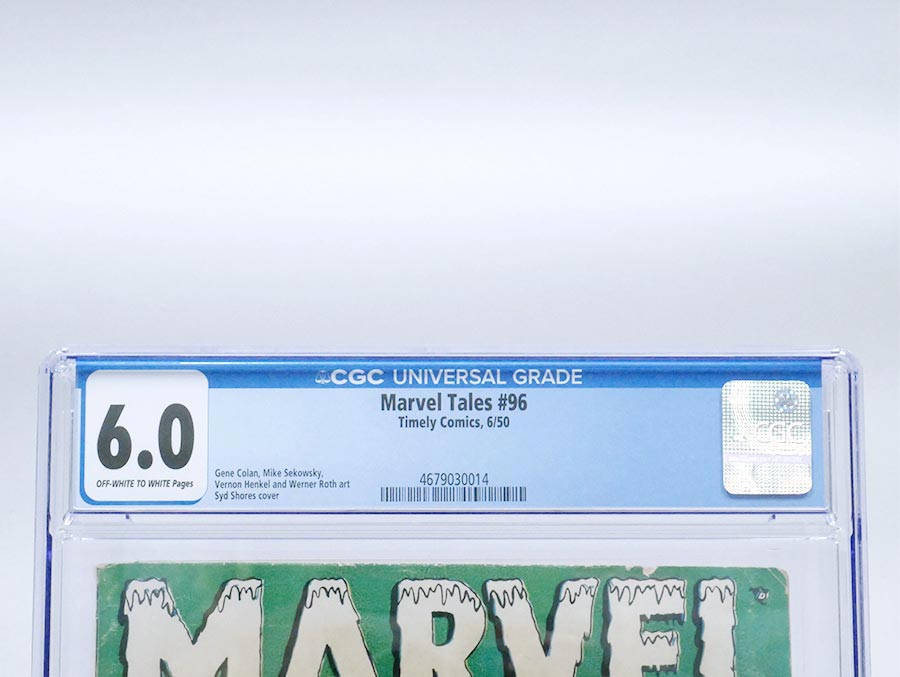 CGC UNIVERSAL GRADE
Marvel Tales #96
Timely Comics, 6/50
6.0
OFF-WHITE TO WHITE Pages
Gene Colan, Mike Sekowsky,
Vernon Henkel and Werner Roth art
Syd Shores cover
4679030014
CGC
MARVEL